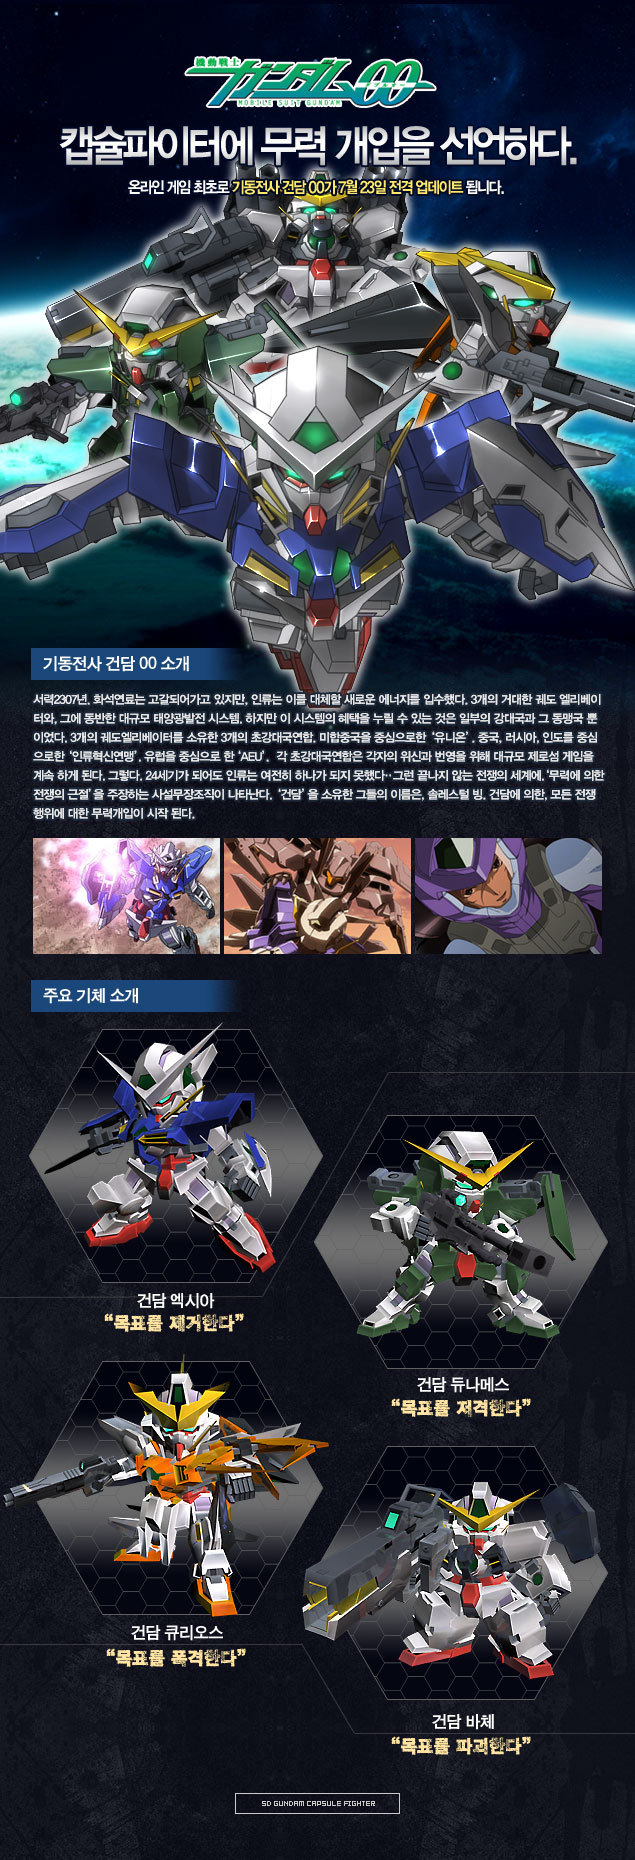 機動戦士
ガンダムOO
ダブルオー
MOBILE SUIT GUNDAM
캡슐파이터에 무력 개입을 선언하다.
온라인 게임 최초로 기동전사 건담 00가 7월 23일 전격 업데이트 됩니다.
기동전사 건담 00 소개
서력2307년. 화석연료는 고갈되어가고 있지만, 인류는 이를 대체할 새로운 에너지를 입수했다. 3개의 거대한 궤도 엘리베이
터와, 그에 동반한 대규모 태양광발전 시스템. 하지만 이 시스템의 혜택을 누릴 수 있는 것은 일부의 강대국과 그 동맹국 뿐
이었다. 3개의 궤도엘리베이터를 소유한 3개의 초강대국연합. 미합중국을 중심으로한 ‘유니온’. 중국, 러시아, 인도를 중심
으로한 ‘인류혁신연맹’. 유럽을 중심으로 한 ‘AEU’. 각 초강대국연합은 각자의 위신과 번영을 위해 대규모 제로섬 게임을
계속 하게 된다. 그렇다. 24세기가 되어도 인류는 여전히 하나가 되지 못했다‥그런 끝나지 않는 전쟁의 세계에, ‘무력에 의한
전쟁의 근절’을 주장하는 사설무장조직이 나타난다. ‘건담’을 소유한 그들의 이름은, 솔레스털 빙. 건담에 의한, 모든 전쟁
행위에 대한 무력개입이 시작 된다.
주요 기체 소개
건담 엑시아
“목표를 제거한다”
건담 듀나메스
“목표를 저격한다”
건담 큐리오스
“목표를 폭격한다”
건담 바체
“목표를 파괴한다”
SD GUNDAM CAPSULE FIGHTER